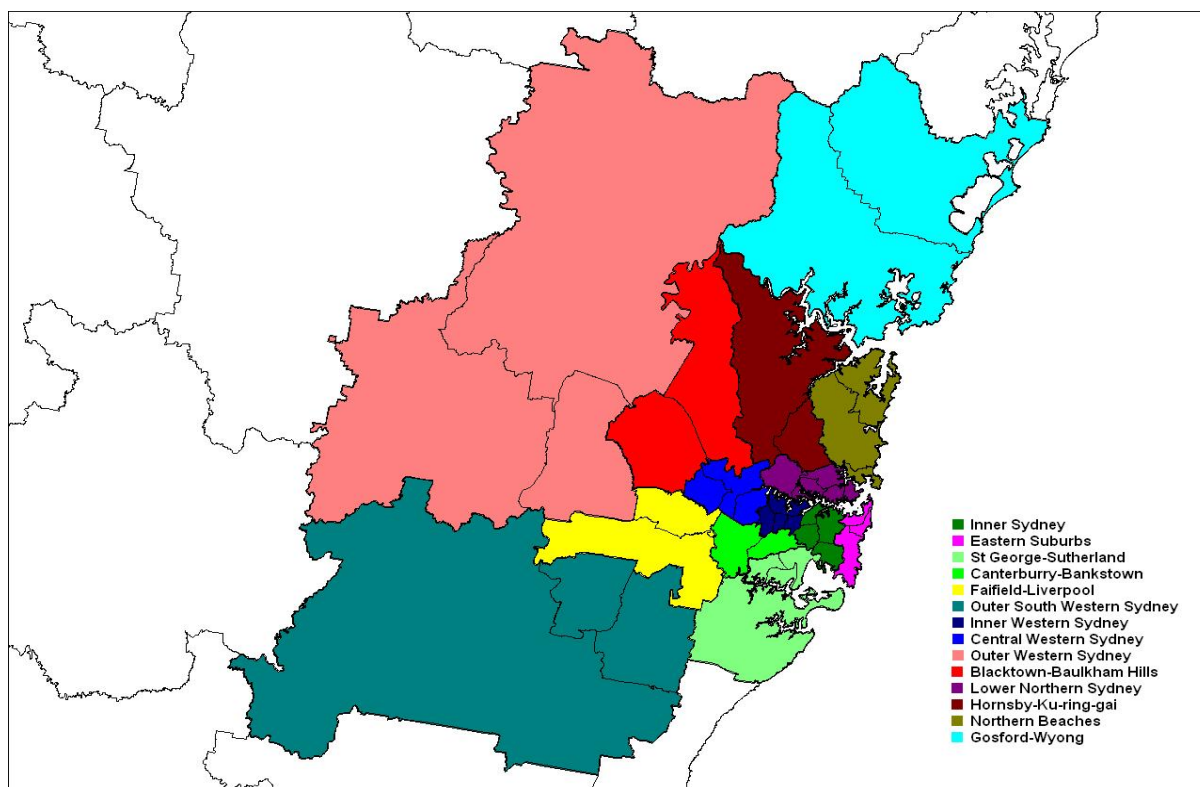 Inner Sydney
Eastern Suburbs
St George-Sutherland
Canterburry-Bankstown
Faifield-Liverpool
Outer South Western Sydney
Inner Western Sydney
Central Western Sydney
Outer Western Sydney
Blacktown-Baulkham Hills
Lower Northern Sydney
Hornsby-Ku-ring-gai
Northern Beaches
Gosford-Wyong